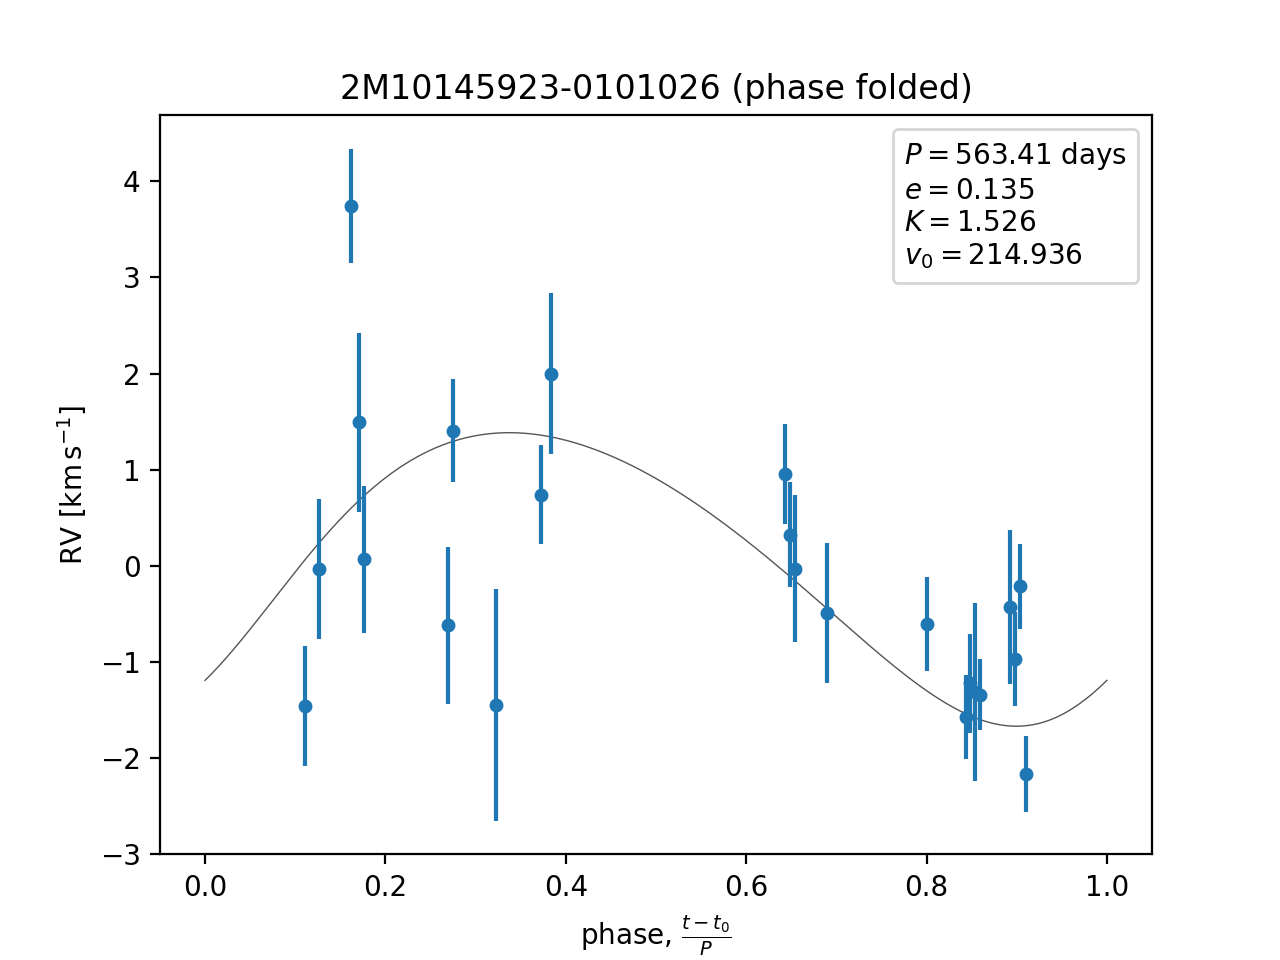 2M10145923-0101026 (phase folded)
P = 563.41 days
e = 0.135
K = 1.526
v₀ = 214.936
4
3
2
1
0
−1
−2
−3
RV [km s⁻¹]
0.0 0.2 0.4 0.6 0.8 1.0
phase, (t − t₀)/P